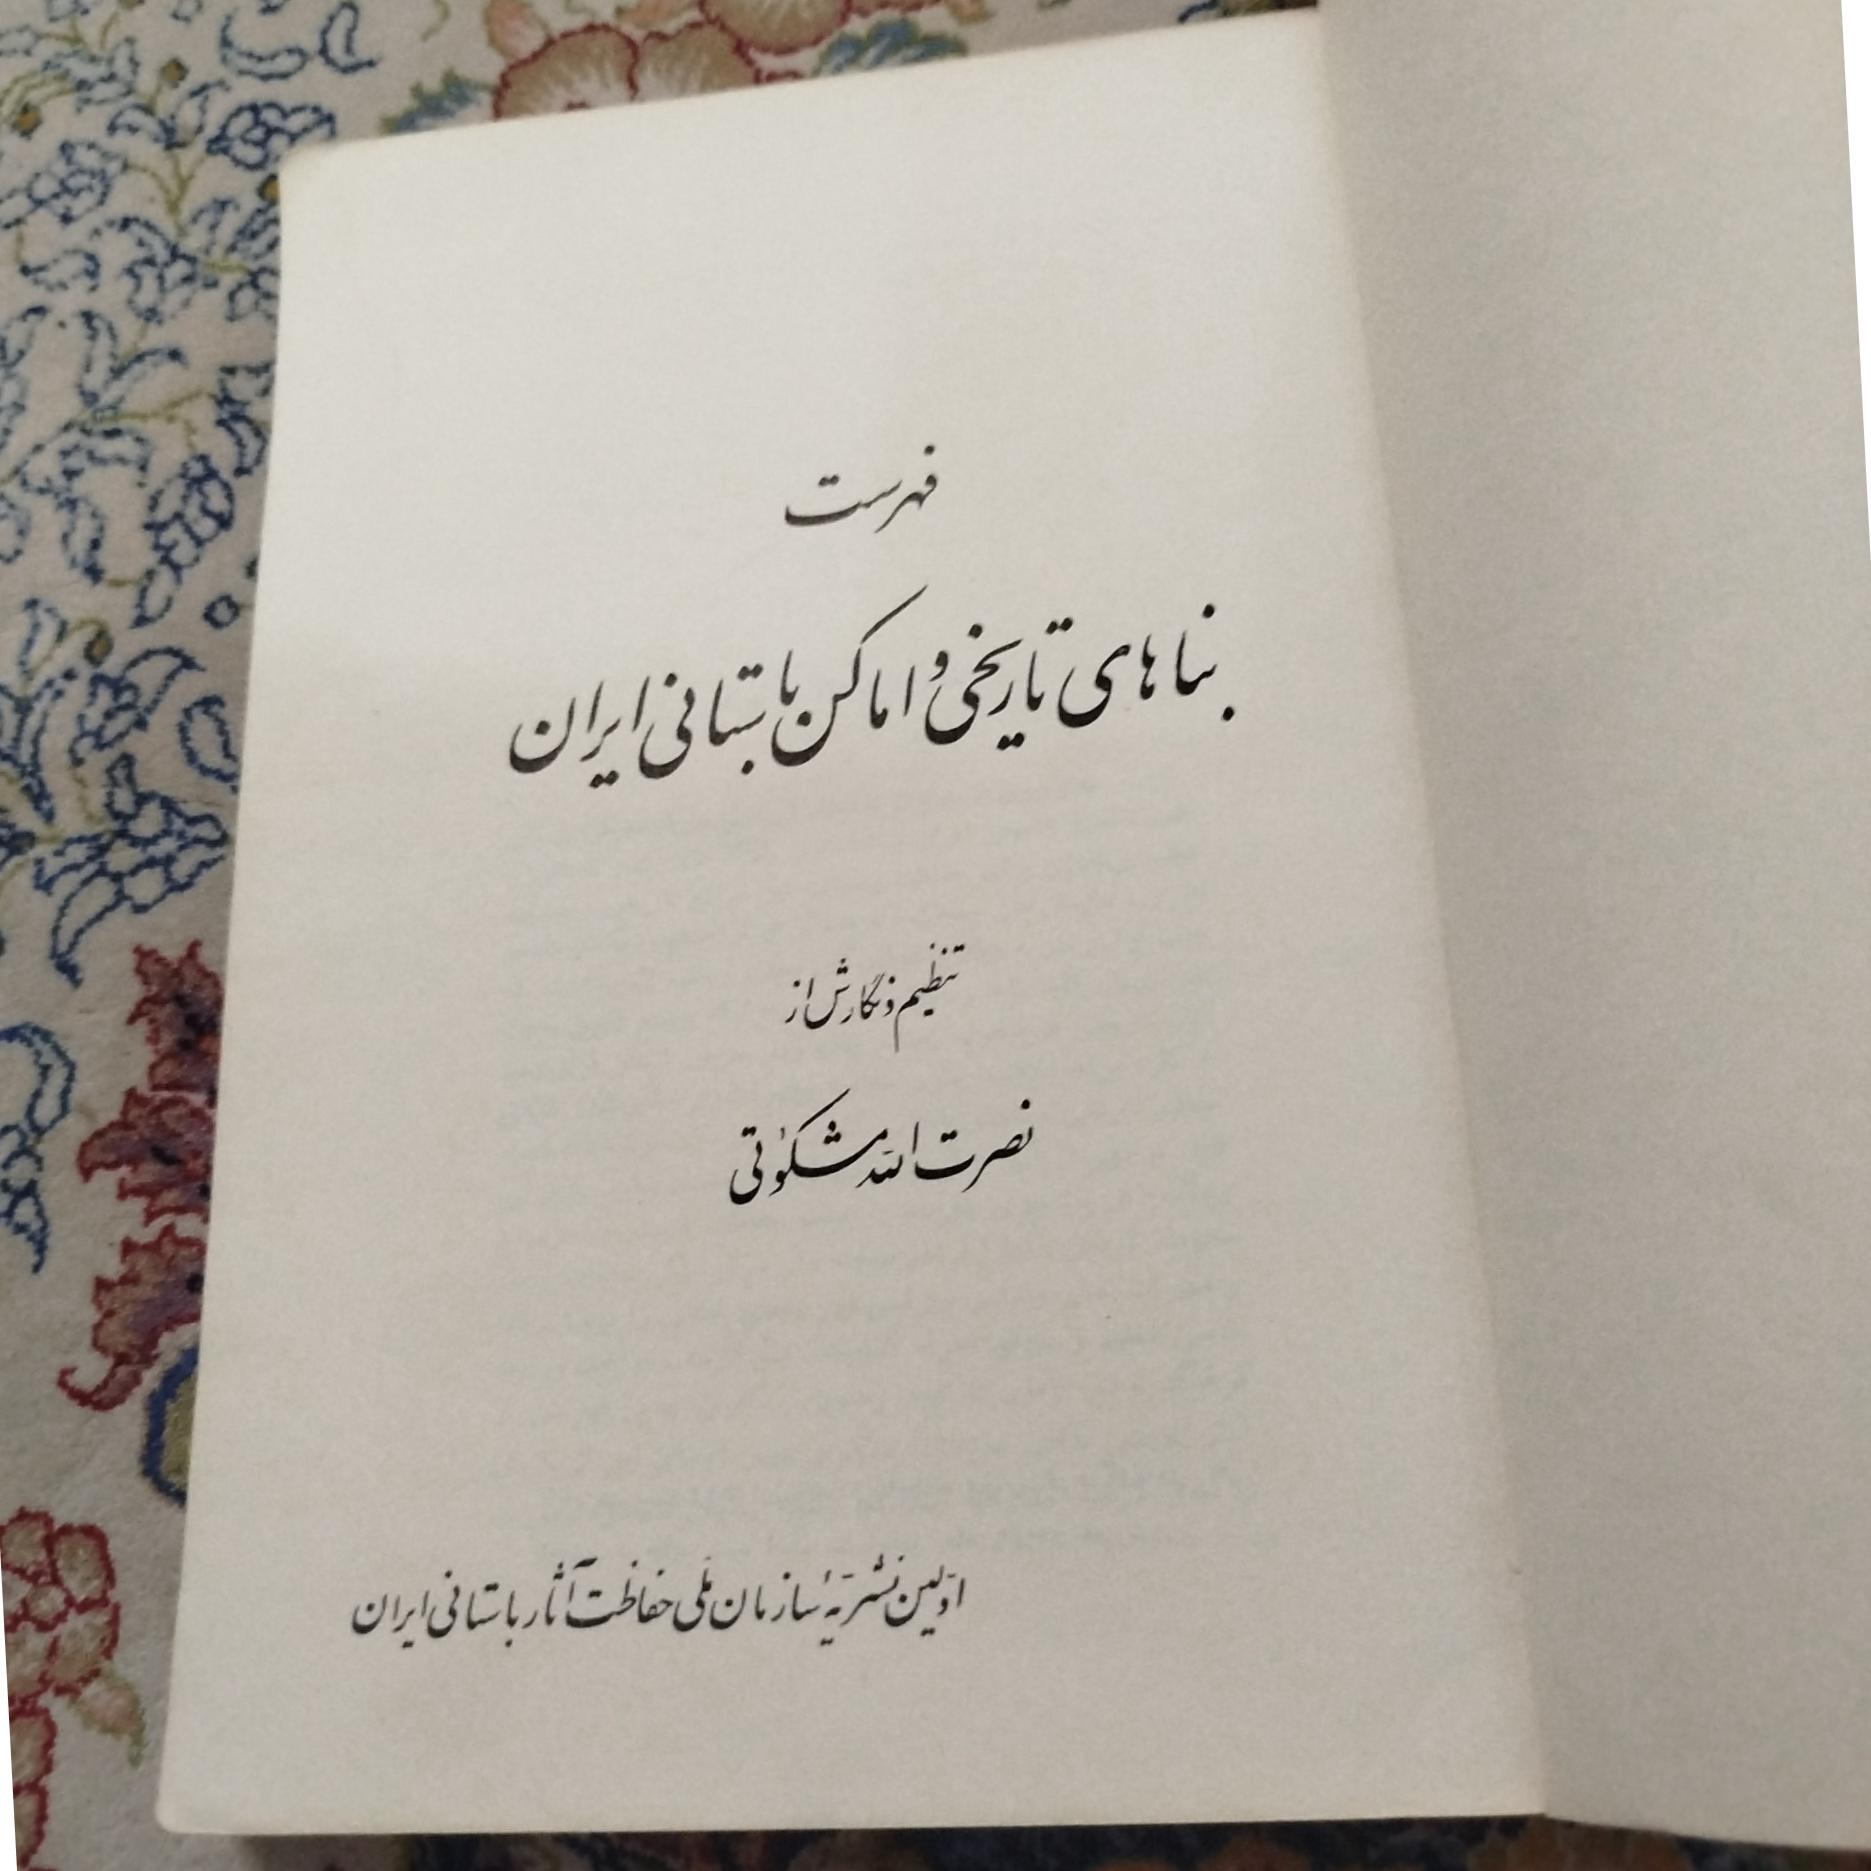 فهرست
بناهای تاریخی و اماکن باستانی ایران
تنظیم و نگارش از
نصرت الله مشکوتی
اولین نشریهٔ سازمان ملی حفاظت آثار باستانی ایران